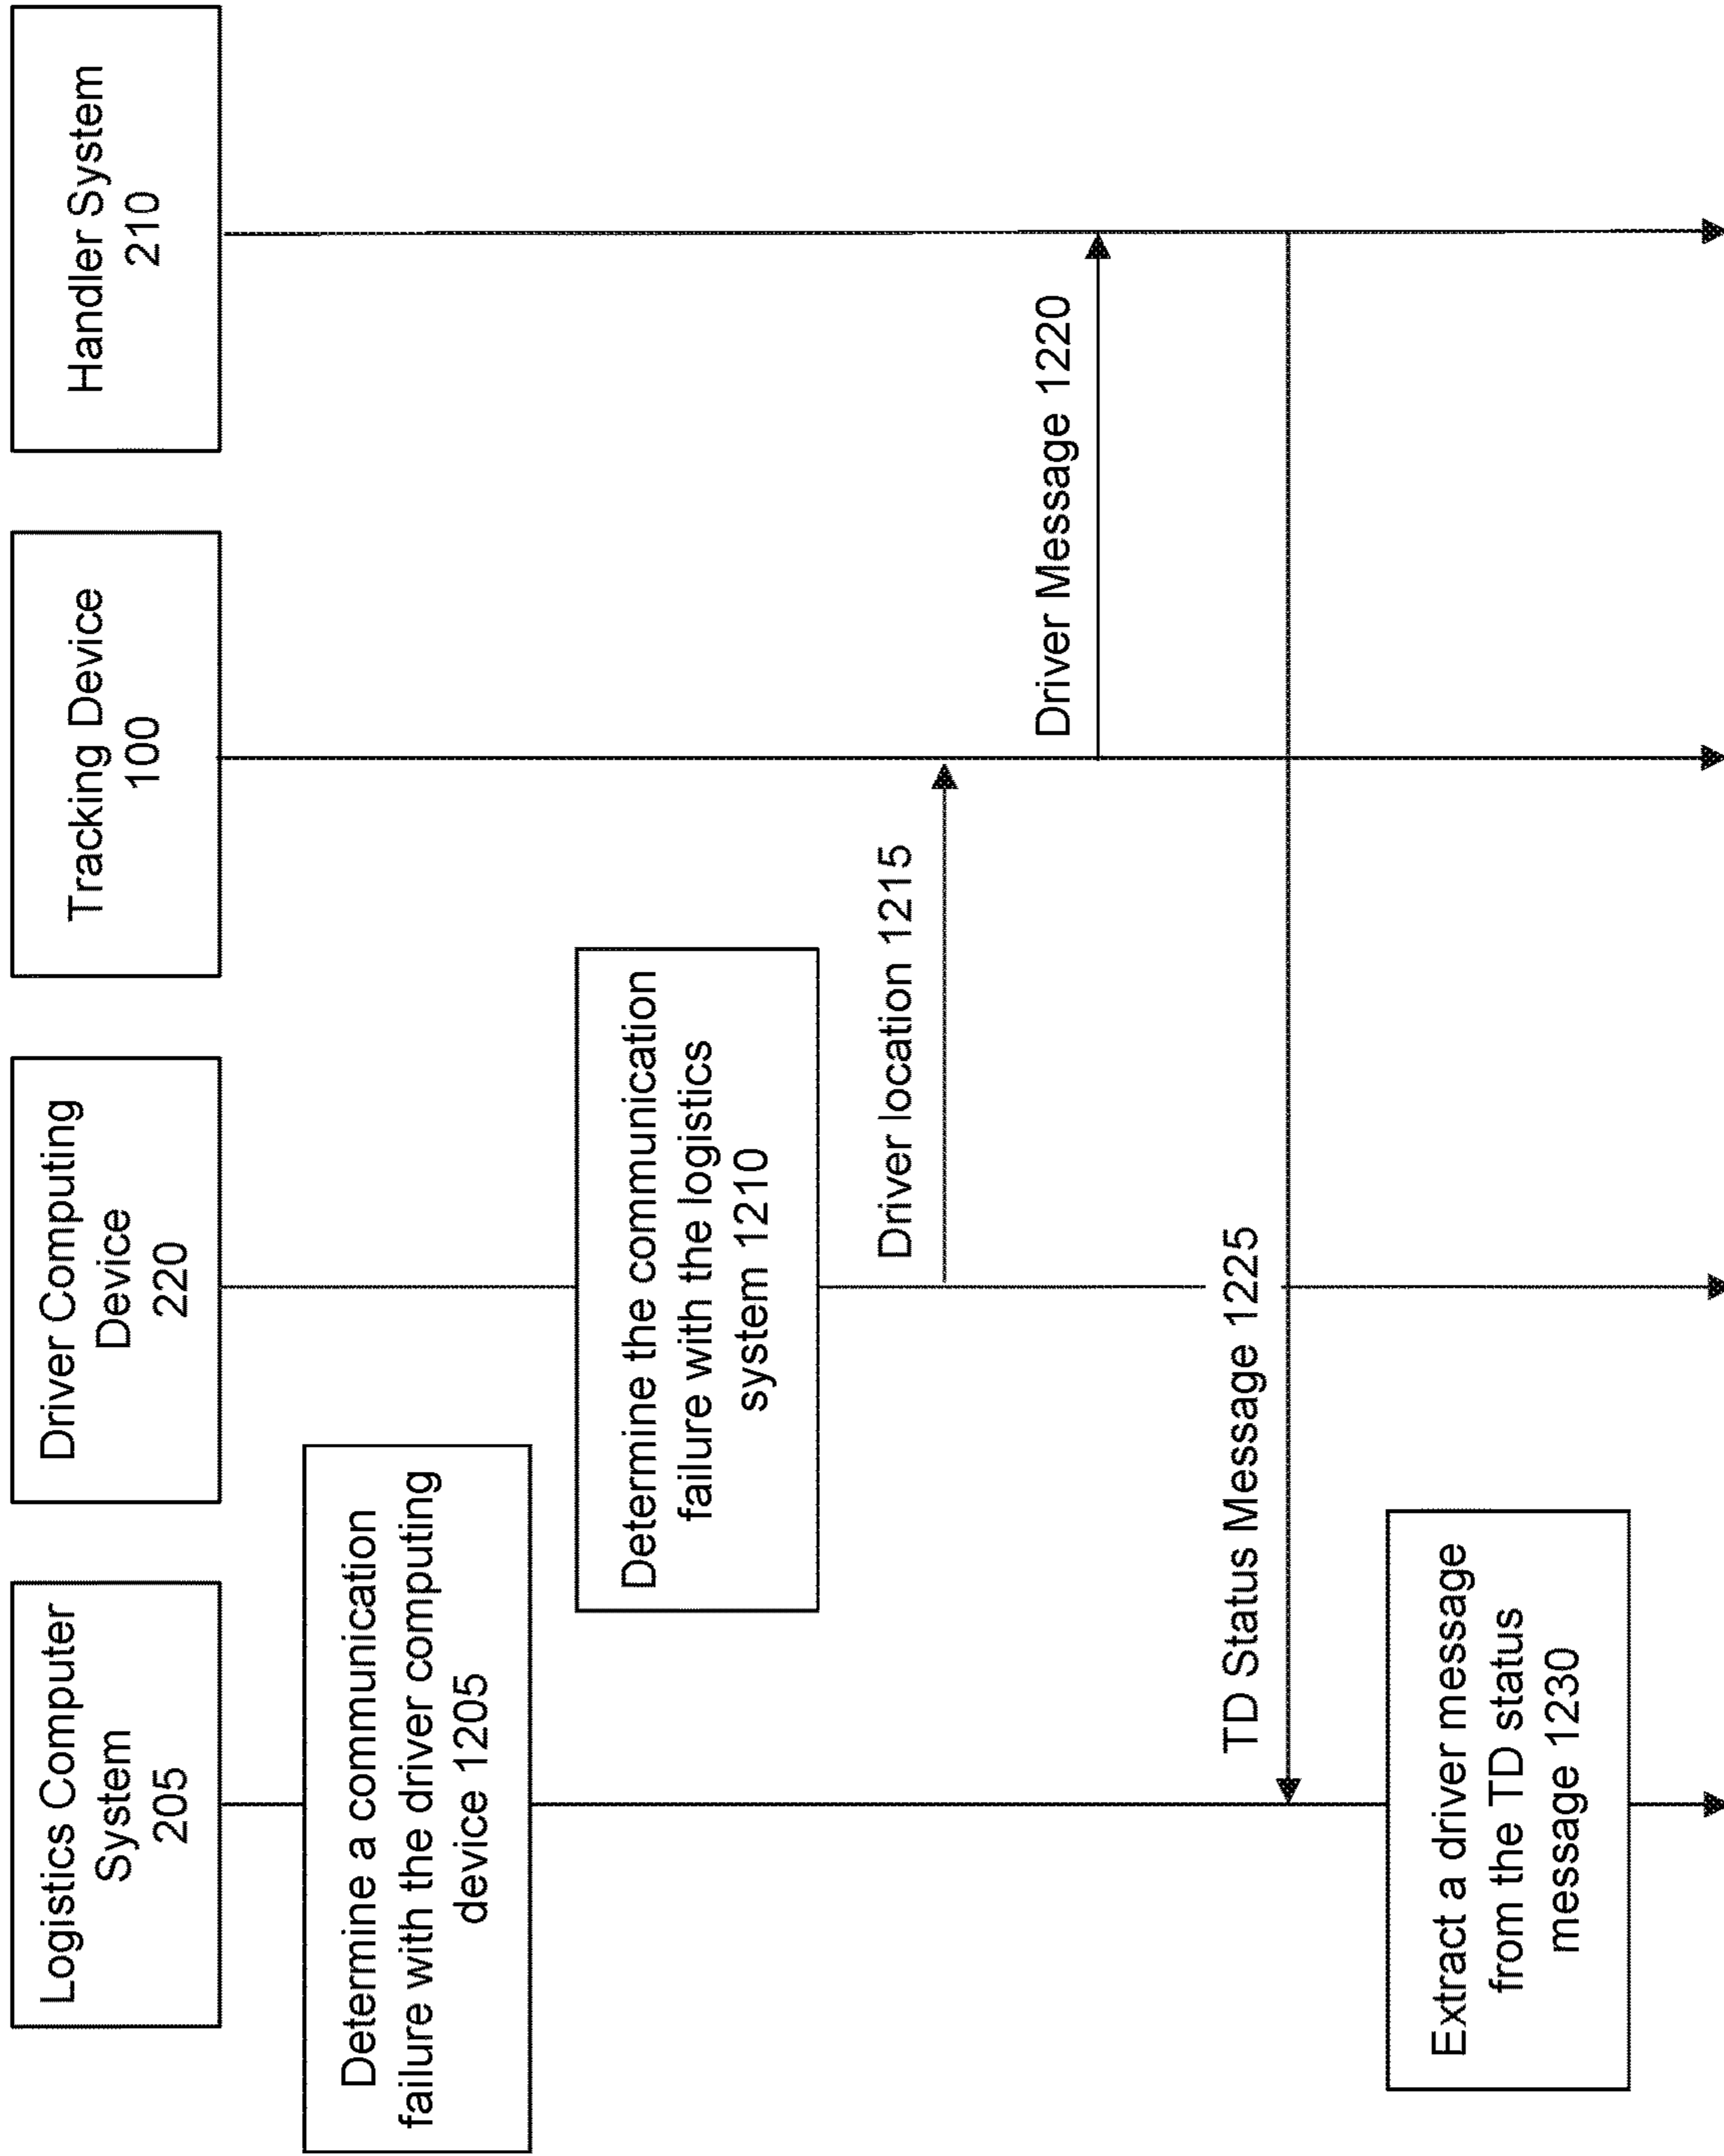 Logistics Computer
System
205
Driver Computing
Device
220
Tracking Device
100
Handler System
210
Determine a communication
failure with the driver computing
device 1205
Determine the communication
failure with the logistics
system 1210
Driver location 1215
Driver Message 1220
TD Status Message 1225
Extract a driver message
from the TD status
message 1230